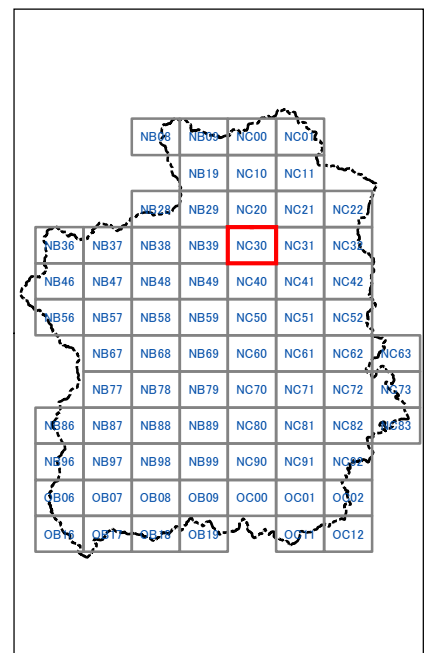 NB08 NB09 NC00 NC01
NB19 NC10 NC11
NB28 NB29 NC20 NC21 NC22
NB36 NB37 NB38 NB39 NC30 NC31 NC32
NB46 NB47 NB48 NB49 NC40 NC41 NC42
NB56 NB57 NB58 NB59 NC50 NC51 NC52
NB67 NB68 NB69 NC60 NC61 NC62 NC63
NB77 NB78 NB79 NC70 NC71 NC72 NC73
NB86 NB87 NB88 NB89 NC80 NC81 NC82 NC83
NB96 NB97 NB98 NB99 NC90 NC91 NC92
OB06 OB07 OB08 OB09 OC00 OC01 OC02
OB16 OB17 OB18 OB19 OC11 OC12